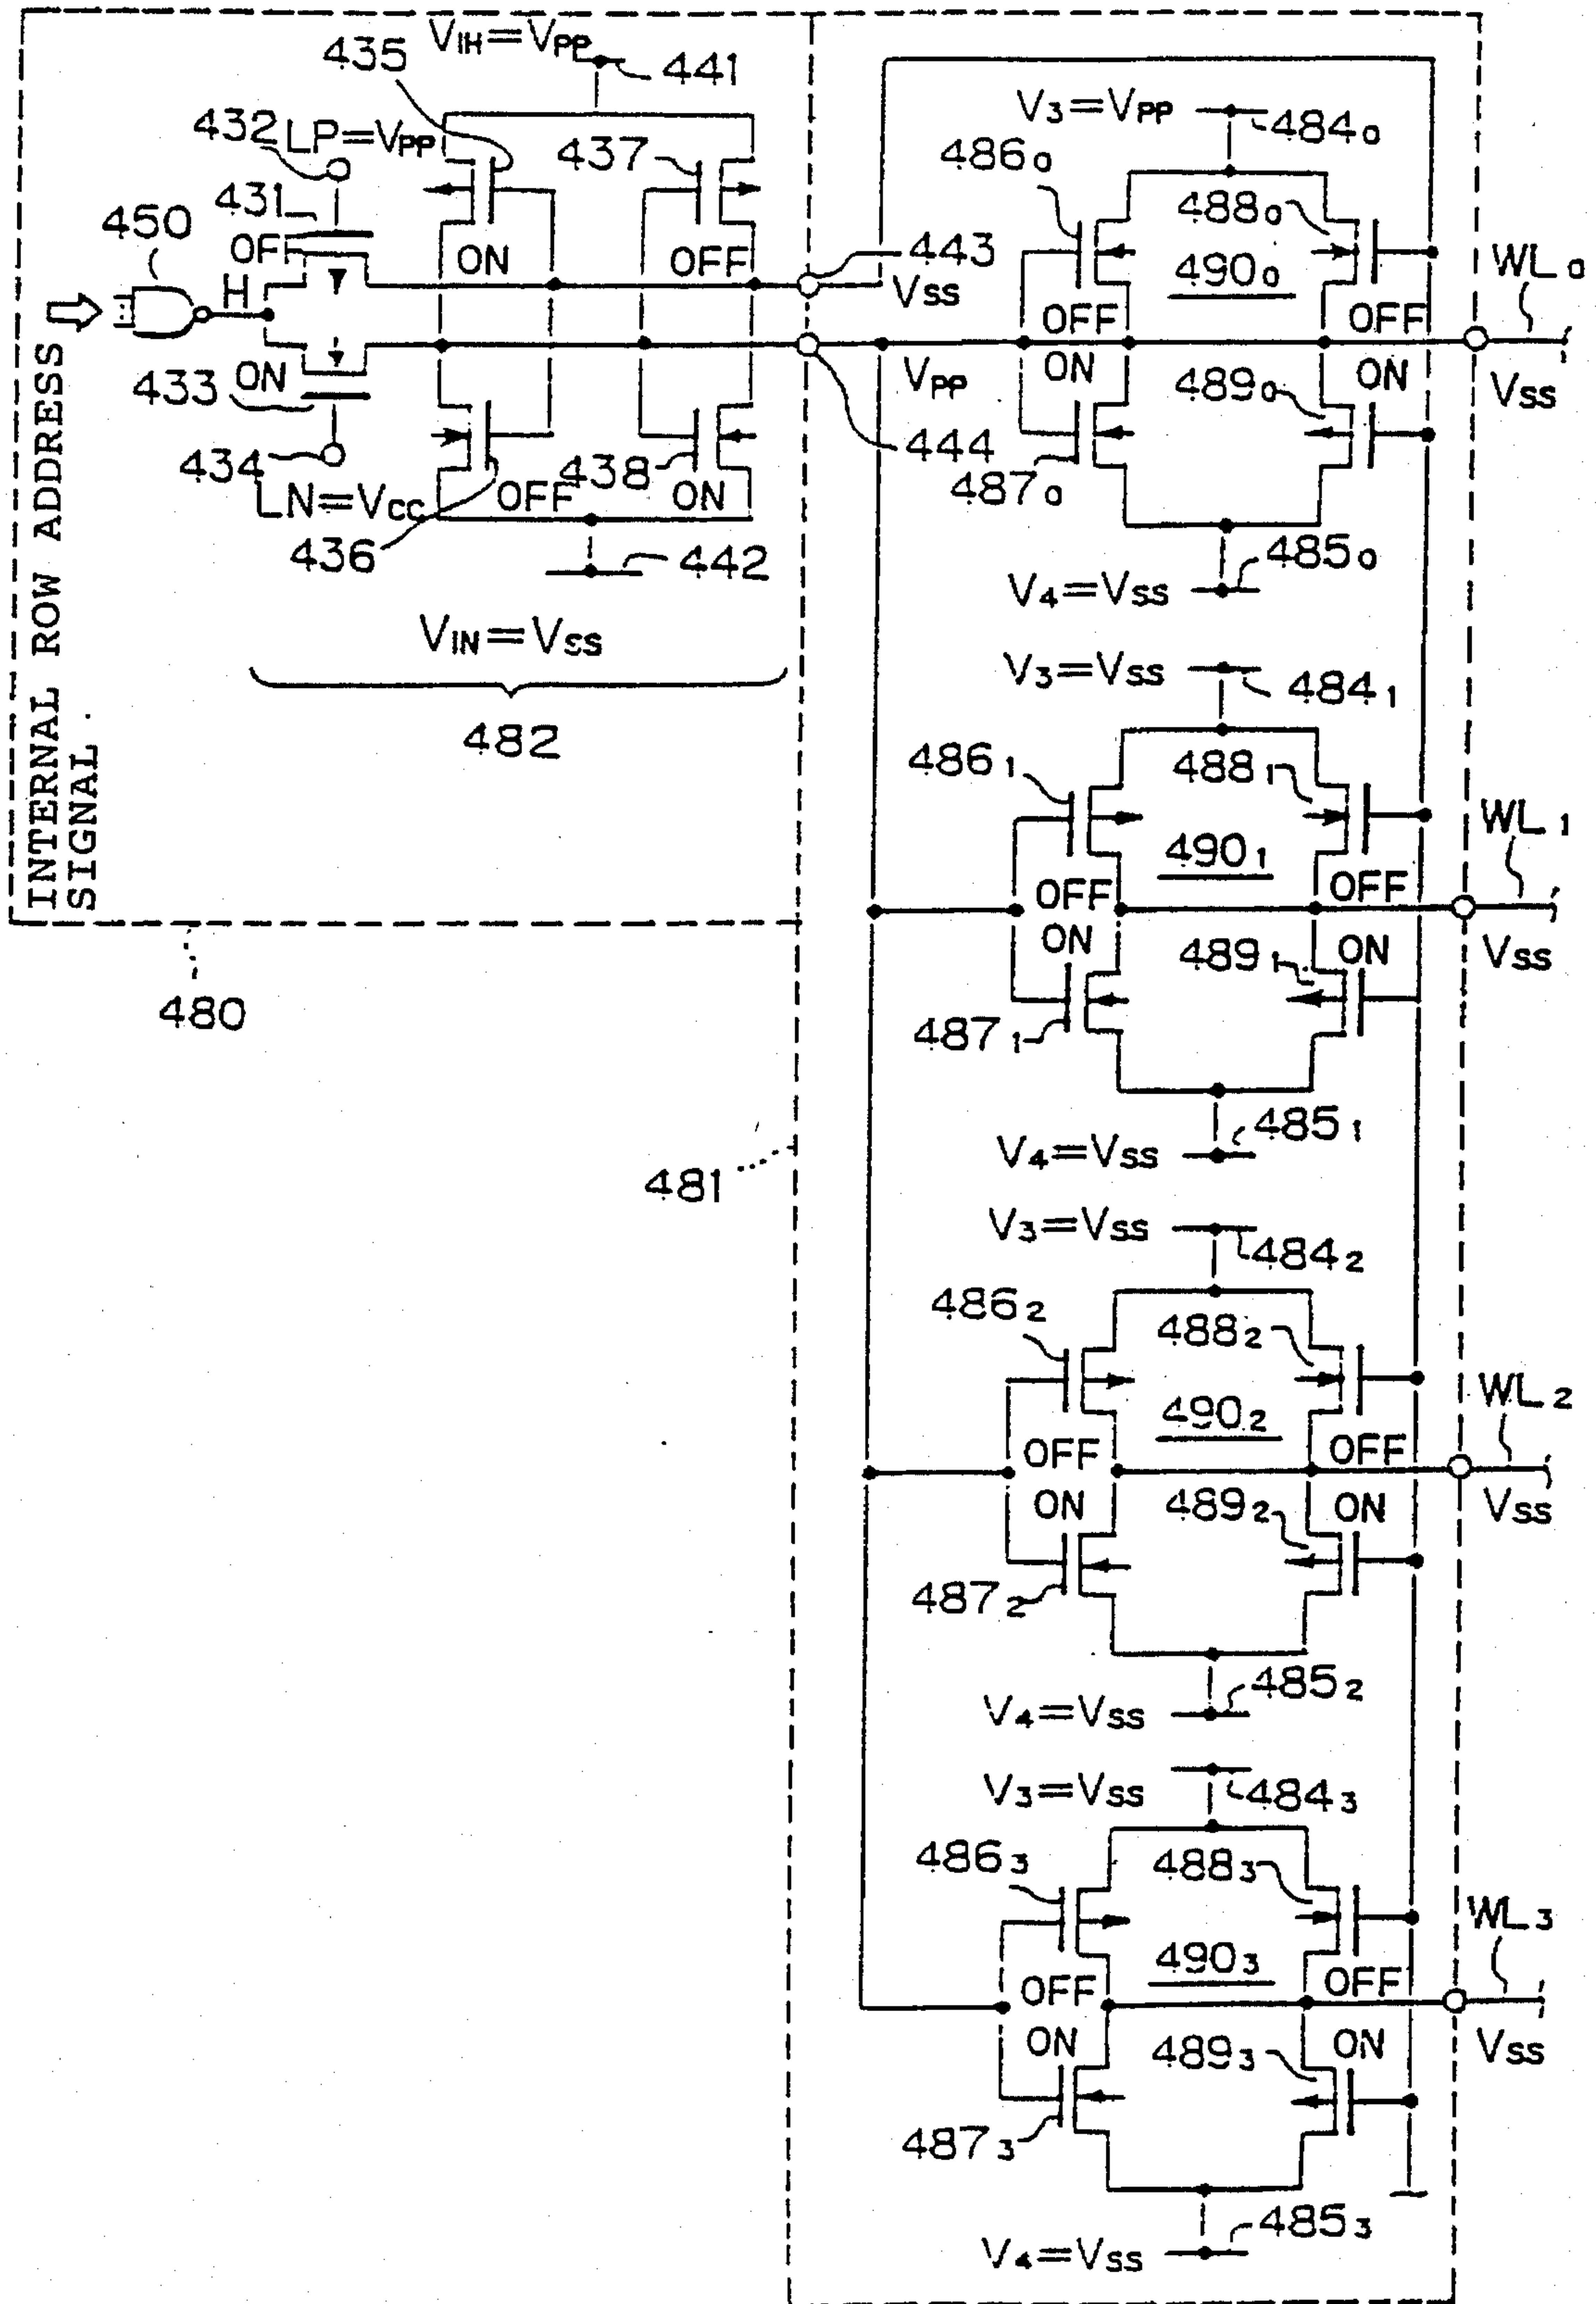 VIH=VPP
435
441
432
LP=VPP
437
431
450
OFF
ON
OFF
H
443
VSS
444
VPP
433
ON
434
LN=VCC
436
OFF
438
ON
442
VIN=VSS
482
INTERNAL ROW ADDRESS
SIGNAL
480
481
V3=VPP
4840
4860
4880
4900
OFF
OFF
WL0
ON
ON
VSS
4890
4870
4850
V4=VSS
V3=VSS
4841
4861
4881
4901
OFF
OFF
WL1
ON
ON
VSS
4891
4871
4851
V4=VSS
V3=VSS
4842
4862
4882
4902
OFF
OFF
WL2
ON
ON
VSS
4892
4872
4852
V4=VSS
V3=VSS
4843
4863
4883
4903
OFF
OFF
WL3
ON
ON
VSS
4893
4873
4853
V4=VSS